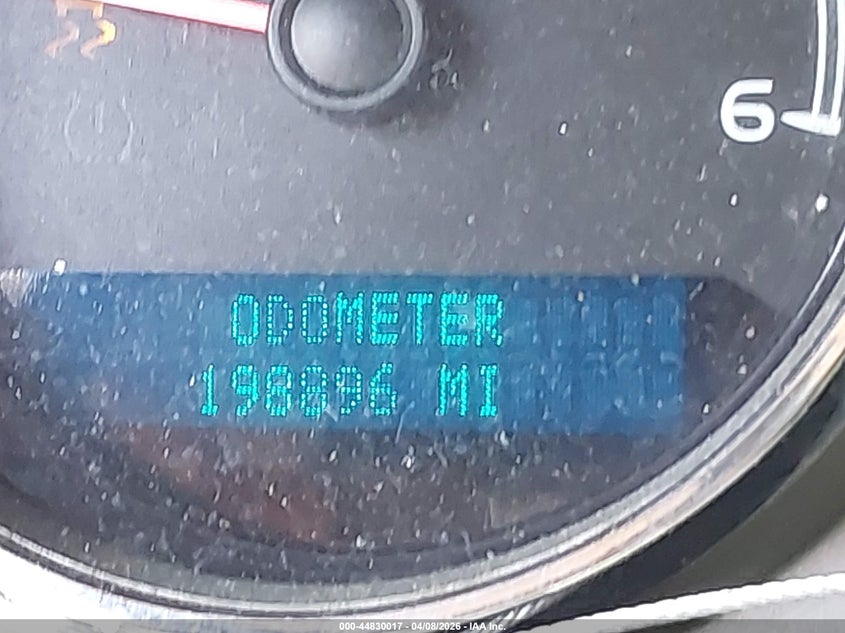 6
ODOMETER
198896 MI
000-44830017 - 04/08/2026 - IAA Inc.